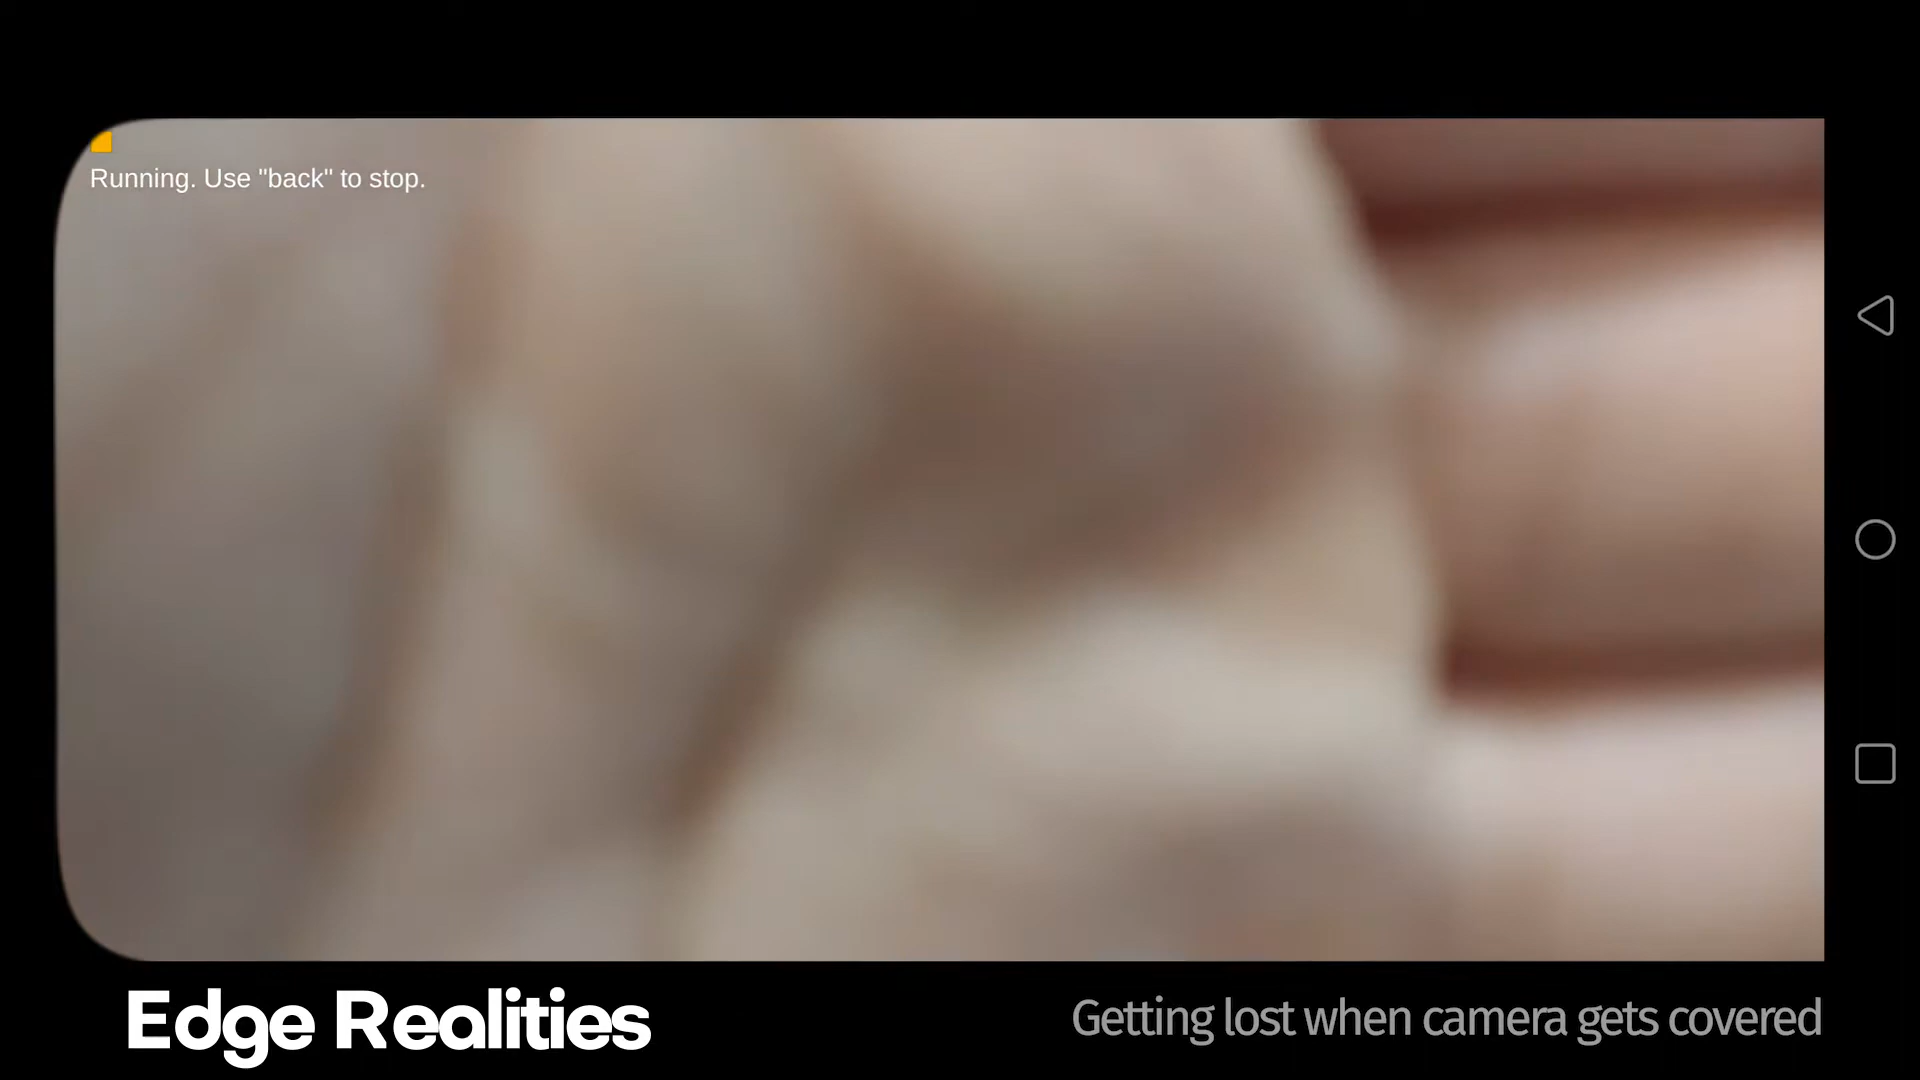 Running. Use "back" to stop.
Edge Realities
Getting lost when camera gets covered